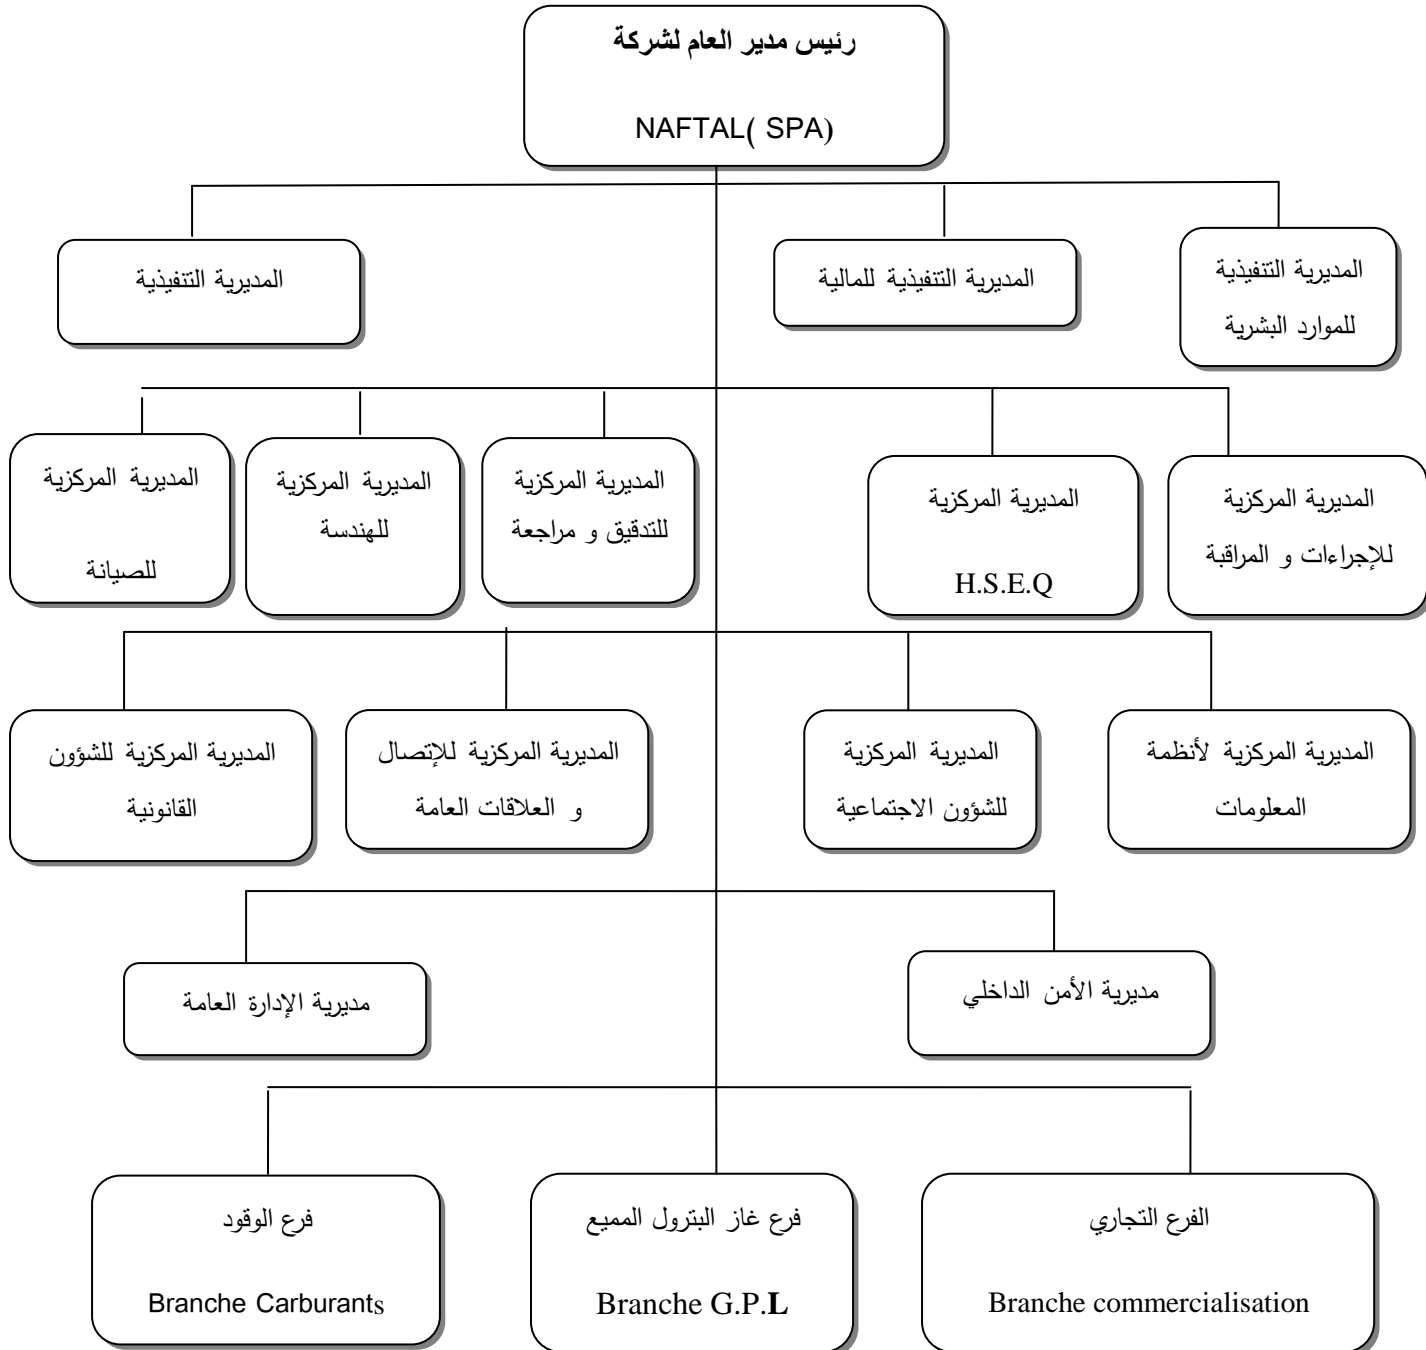 رئيس مدير العام لشركة
NAFTAL( SPA)
المديرية التنفيذية
للموارد البشرية
المديرية التنفيذية للمالية
المديرية التنفيذية
المديرية المركزية
للإجراءات و المراقبة
المديرية المركزية
H.S.E.Q
المديرية المركزية
للتدقيق و مراجعة
المديرية المركزية
للهندسة
المديرية المركزية
للصيانة
المديرية المركزية لأنظمة
المعلومات
المديرية المركزية
للشؤون الاجتماعية
المديرية المركزية للإتصال
و العلاقات العامة
المديرية المركزية للشؤون
القانونية
مديرية الأمن الداخلي
مديرية الإدارة العامة
الفرع التجاري
Branche commercialisation
فرع غاز البترول المميع
Branche G.P.L
فرع الوقود
Branche Carburants